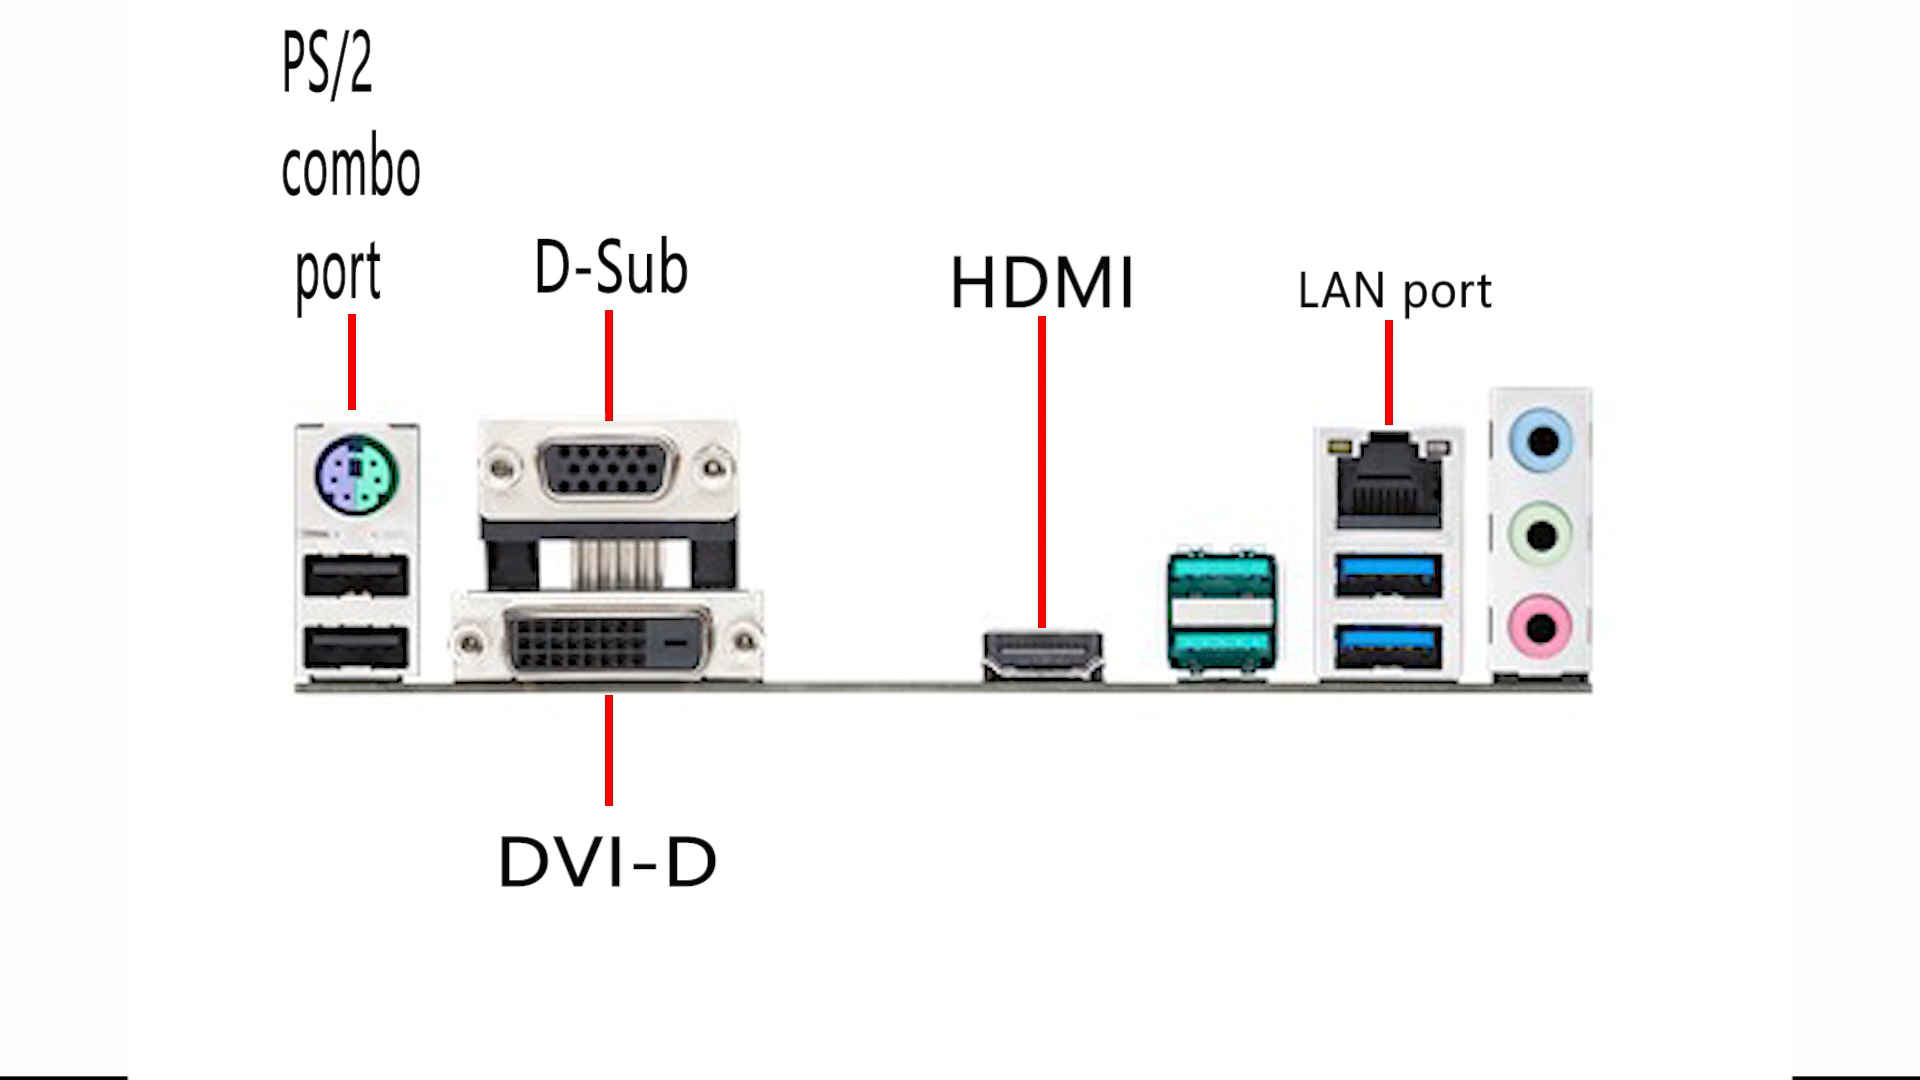 PS/2
combo
port
D-Sub
HDMI
LAN port
DVI-D